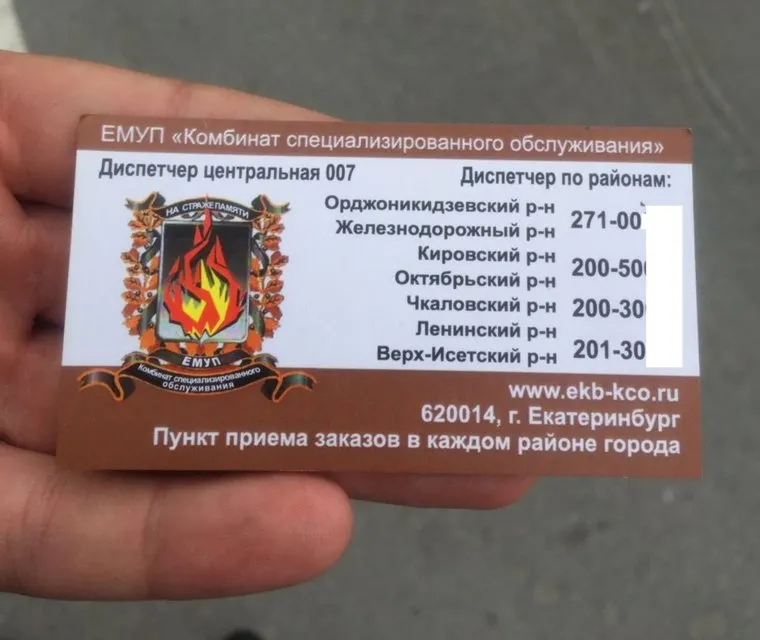 ЕМУП «Комбинат специализированного обслуживания»
Диспетчер центральная 007
Диспетчер по районам:
НА СТРАЖЕ ПАМЯТИ
ЕМУП
Комбинат специализированного
обслуживания
Орджоникидзевский р-н
Железнодорожный р-н
271-00
Кировский р-н
Октябрьский р-н
200-50
Чкаловский р-н
200-30
Ленинский р-н
Верх-Исетский р-н
201-30
www.ekb-kco.ru
620014, г. Екатеринбург
Пункт приема заказов в каждом районе города